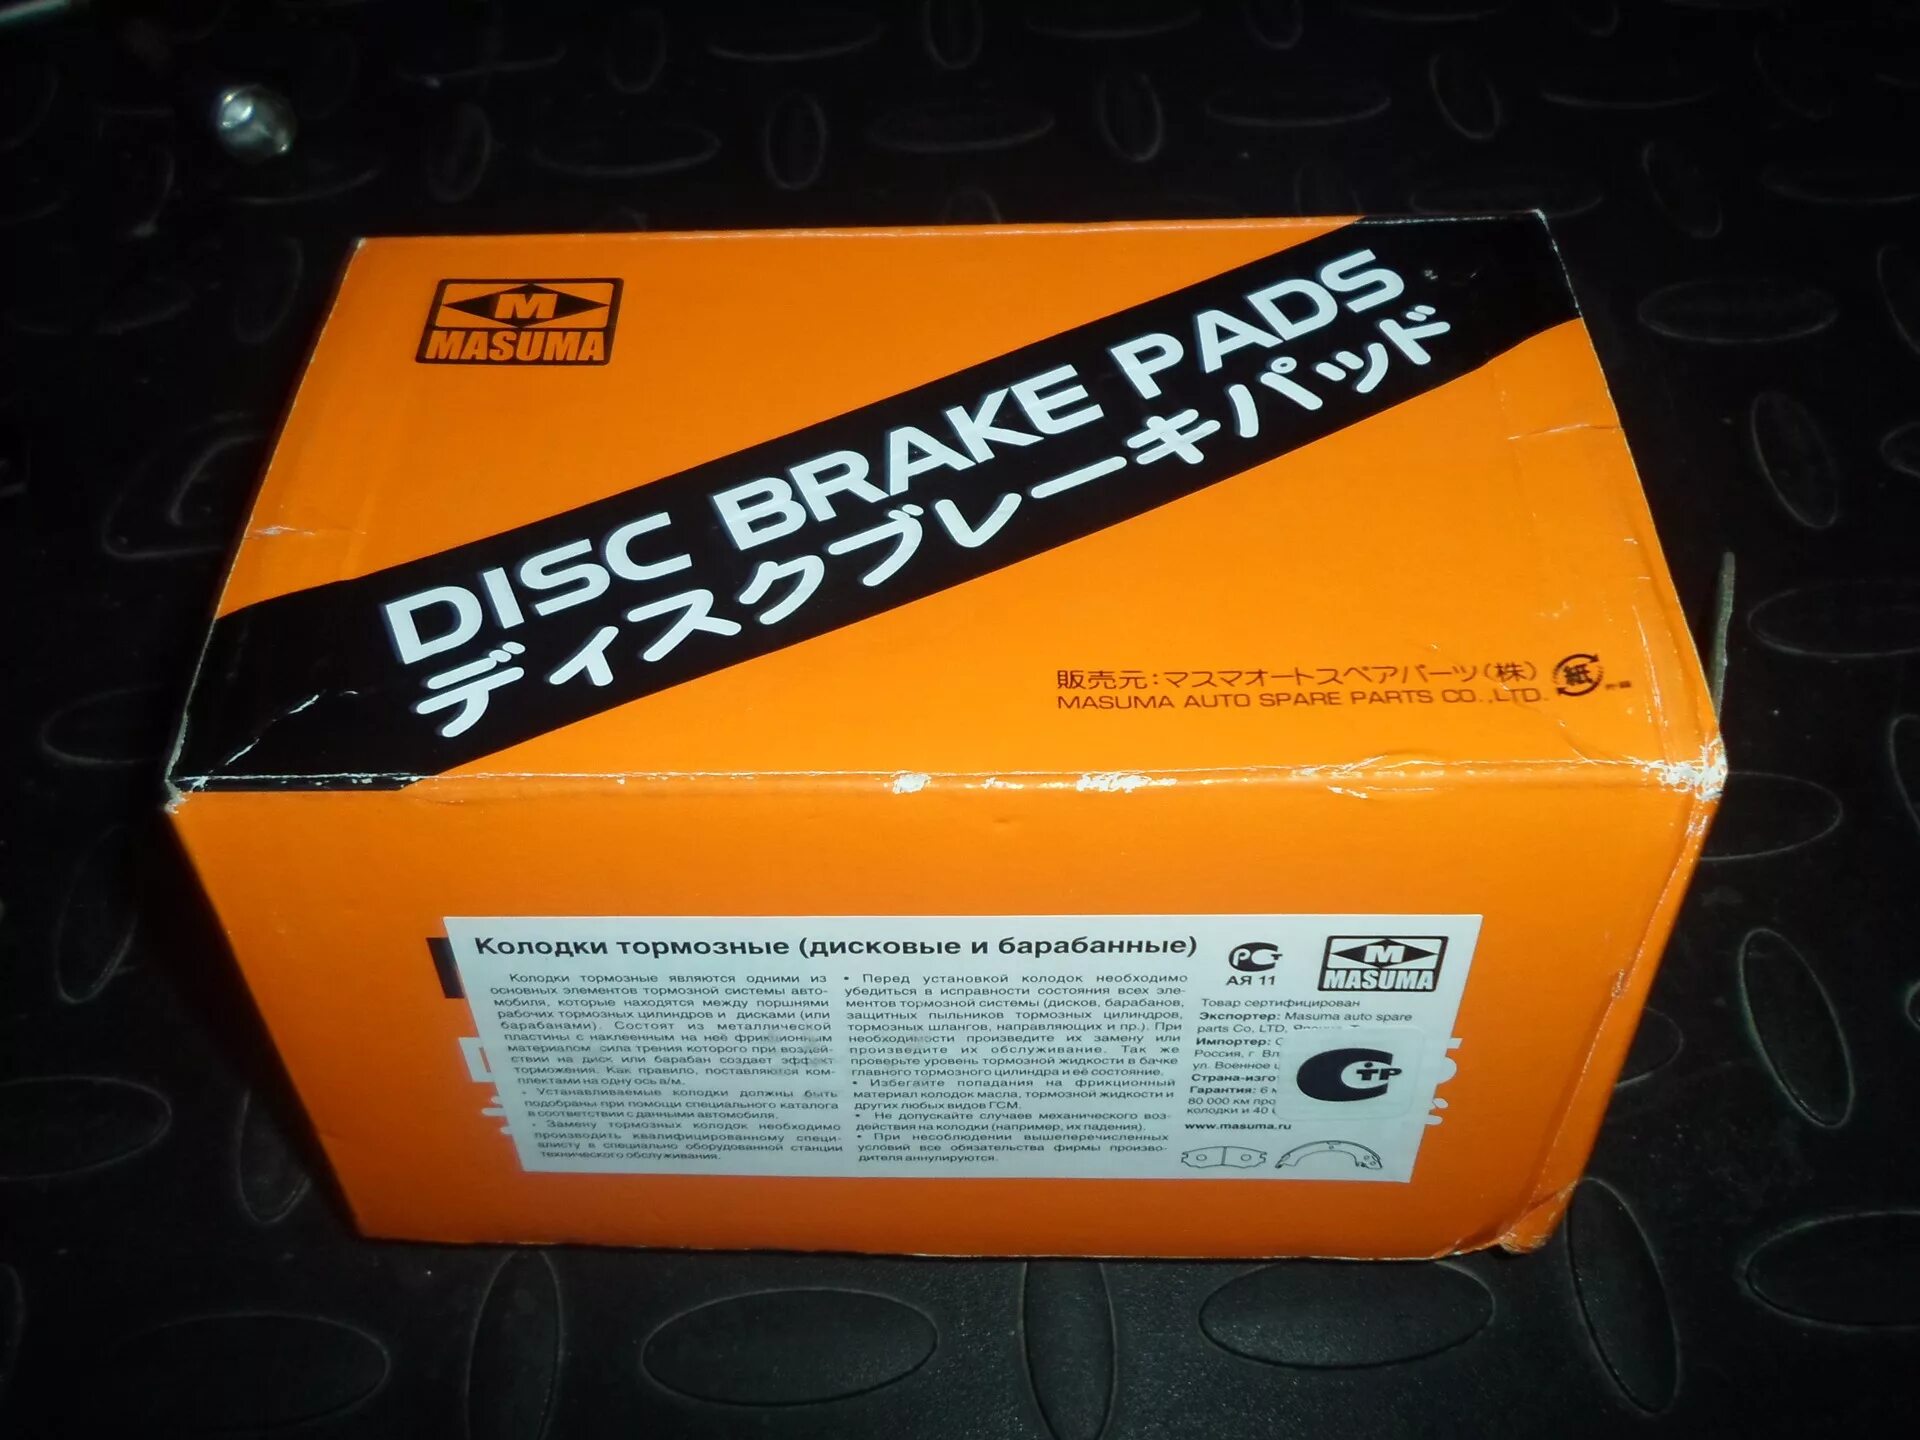 M
MASUMA
DISC BRAKE PADS
ディスクブレーキパッド
販売元:マスマオートスペアパーツ(株)
MASUMA AUTO SPARE PARTS CO.,LTD.
紙
Колодки тормозные (дисковые и барабанные)
Колодки тормозные являются одними из
основных элементов тормозной системы авто-
мобиля, которые находятся между поршнями
рабочих тормозных цилиндров и дисками (или
барабанами). Состоят из металлической
пластины с наклеенным на неё фрикционным
материалом сила трения которого при воздей-
ствии на диск или барабан создает эффект
торможения. Как правило, поставляются ком-
плектами на одну ось а/м.
• Устанавливаемые колодки должны быть
подобраны при помощи специального каталога
в соответствии с данными автомобиля.
• Замену тормозных колодок необходимо
производить квалифицированному специ-
алисту в специально оборудованной станции
технического обслуживания.
• Перед установкой колодок необходимо
убедиться в исправности состояния всех эле-
ментов тормозной системы (дисков, барабанов,
защитных пыльников тормозных цилиндров,
тормозных шлангов, направляющих и пр.). При
необходимости произведите их замену или
произведите их обслуживание. Так же
проверьте уровень тормозной жидкости в бачке
главного тормозного цилиндра и её состояние.
• Избегайте попадания на фрикционный
материал колодок масла, тормозной жидкости и
других любых видов ГСМ.
• Не допускайте случаев механического воз-
действия на колодки (например, их падения).
• При несоблюдении вышеперечисленных
условий все обязательства фирмы произво-
дителя аннулируются.
РСТ
АЯ 11
M
MASUMA
Товар сертифицирован
Экспортер: Masuma auto spare
parts Co, LTD,
Импортер:
Россия, г
ул. Военное
Страна-изго
Гарантия: 6
80 000 км
колодки и 40
www.masuma.ru
СТР